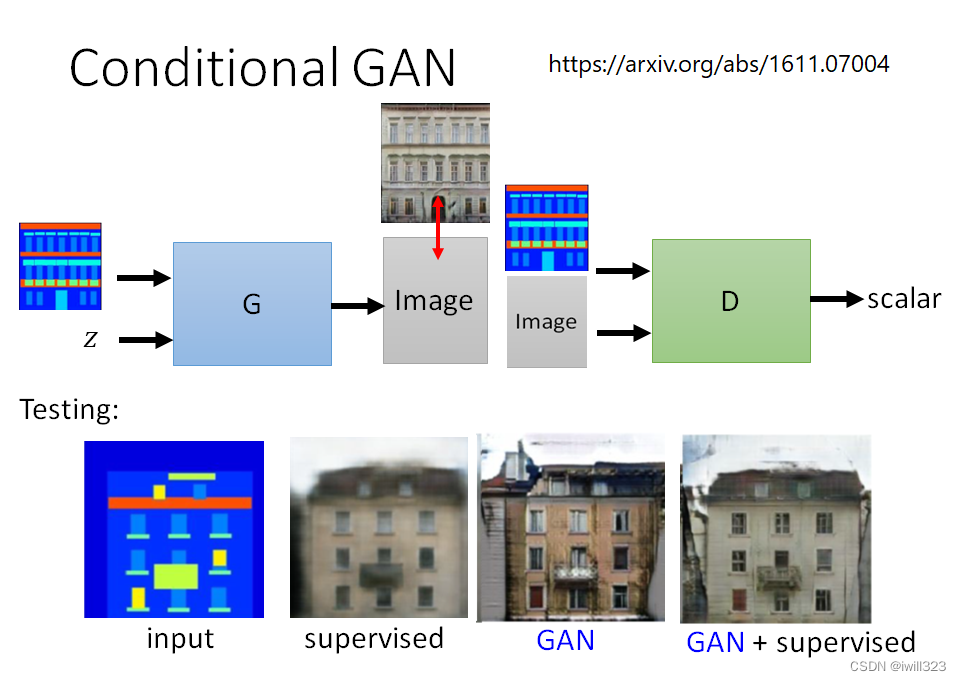 Conditional GAN
https://arxiv.org/abs/1611.07004
G
Image
Image
D
scalar
z
Testing:
input
supervised
GAN
GAN + supervised
CSDN @iwill323